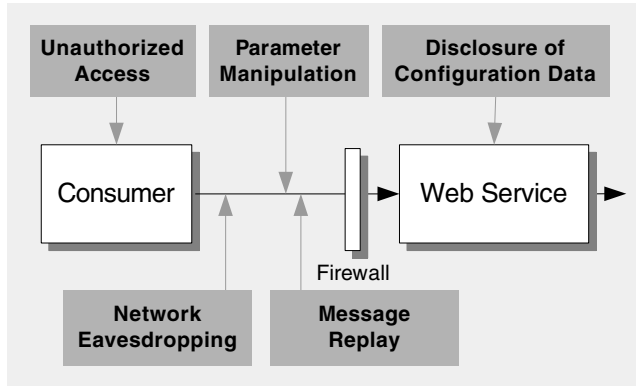 Unauthorized
Access
Parameter
Manipulation
Disclosure of
Configuration Data
Consumer
Web Service
Firewall
Network
Eavesdropping
Message
Replay